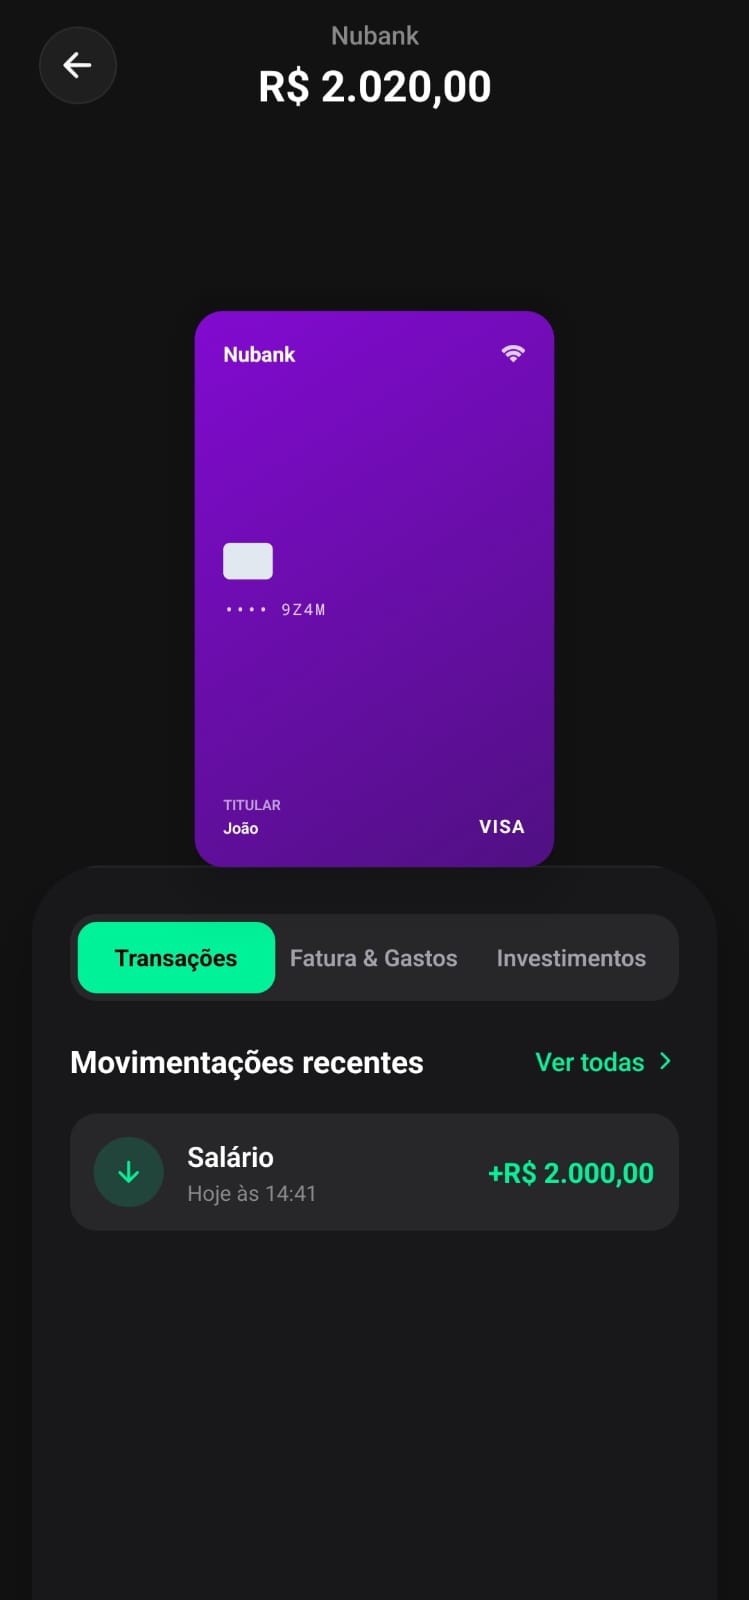 Nubank
R$ 2.020,00
Nubank
•••• 9Z4M
TITULAR
João
VISA
Transações
Fatura & Gastos
Investimentos
Movimentações recentes
Ver todas
Salário
Hoje às 14:41
+R$ 2.000,00